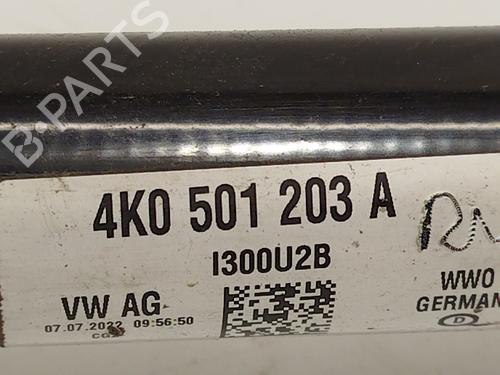 B-PARTS
4K0 501 203 A
I300U2B
VW AG
WWO
07.07.2022 09:56:50
GERMAN
D